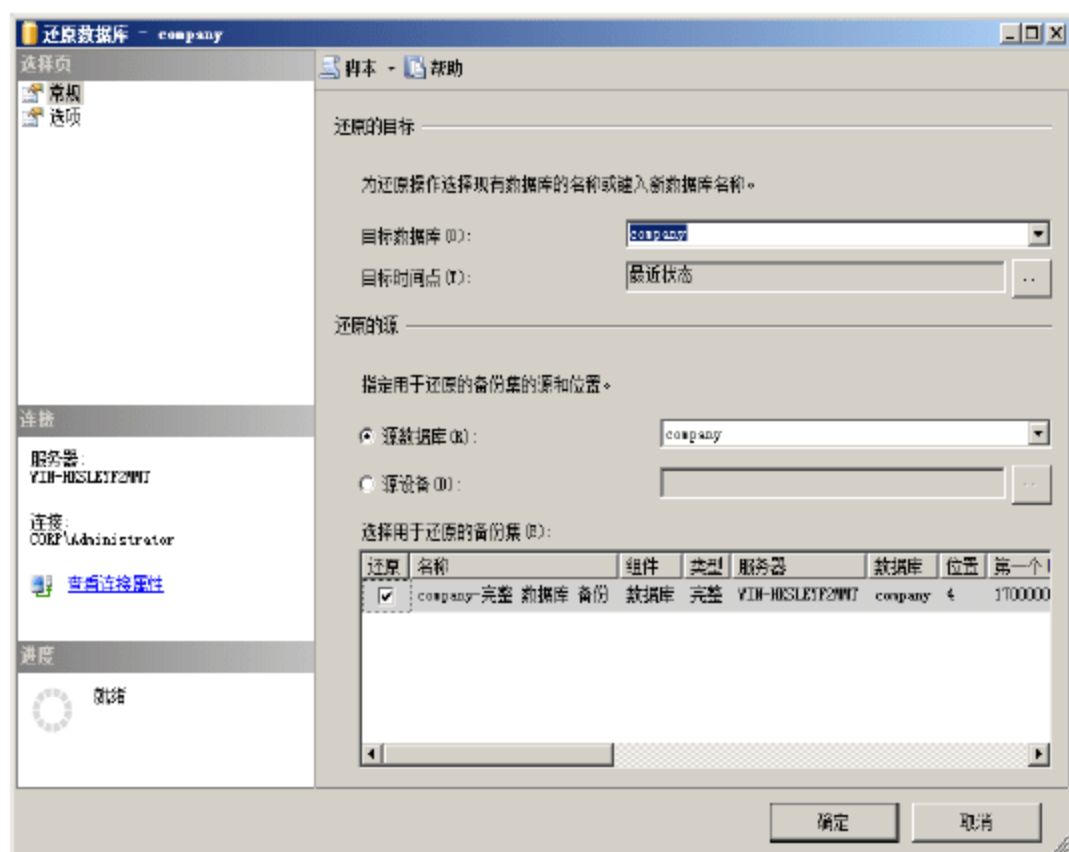 还原数据库 - company
选择页
常规
选项
脚本 帮助
还原的目标
为还原操作选择现有数据库的名称或键入新数据库名称。
目标数据库(O): company
目标时间点(T): 最近状态
还原的源
指定用于还原的备份集的源和位置。
源数据库(R): company
源设备(D):
选择用于还原的备份集(E):
还原 名称 组件 类型 服务器 数据库 位置 第一个
company-完整 数据库 备份 数据库 完整 company 4 1700000
连接
服务器:
连接:
CORP\Administrator
查看连接属性
进度
就绪
确定 取消